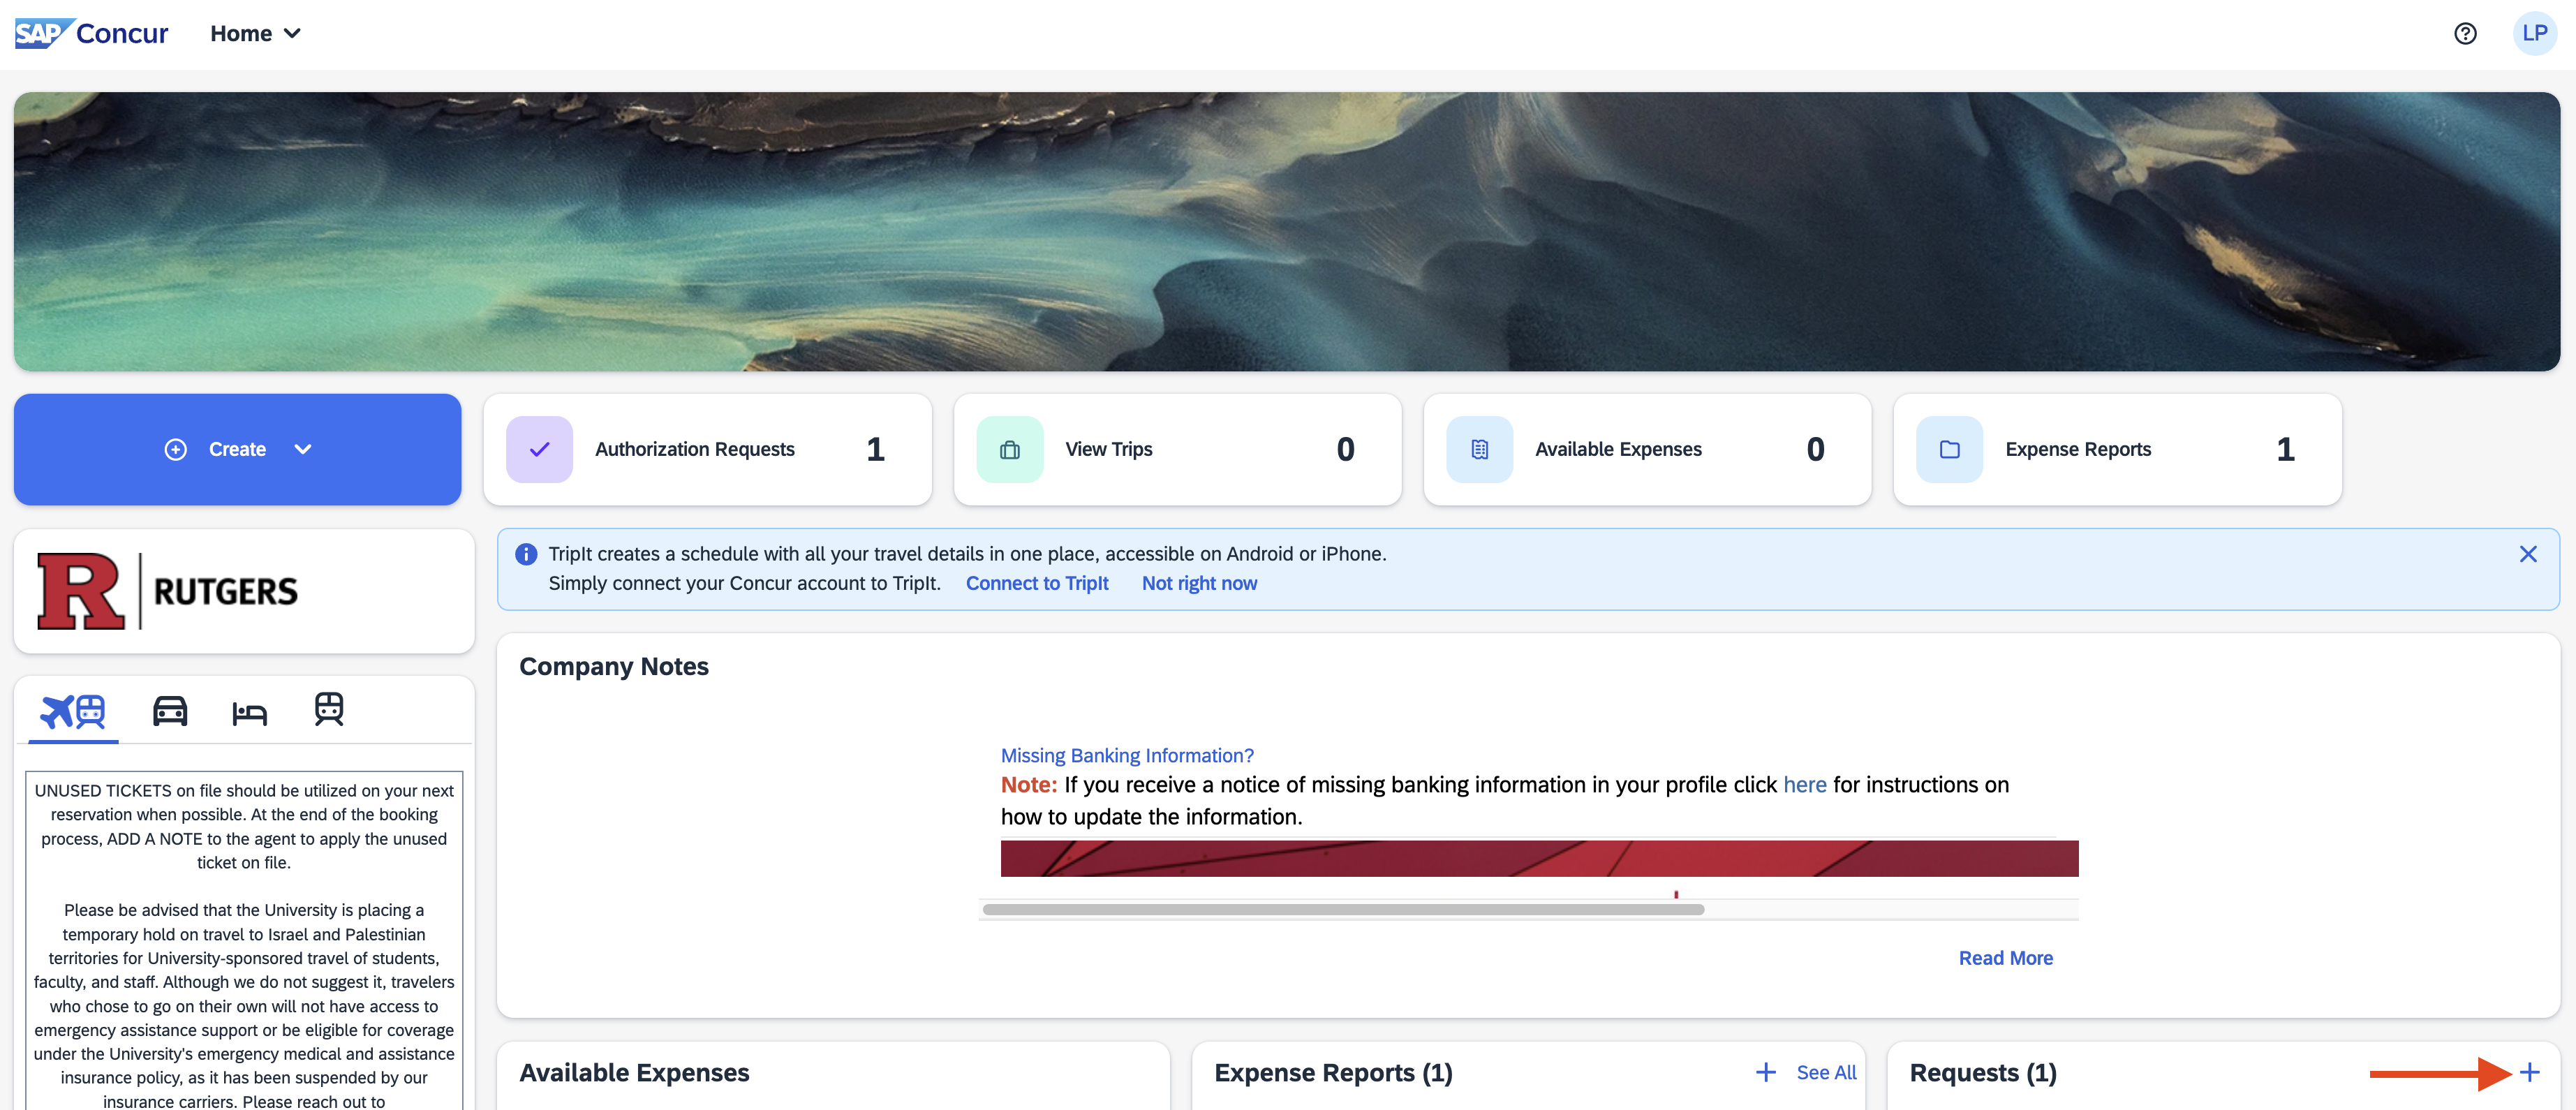 SAP Concur
Home
LP
Create
Authorization Requests 1
View Trips 0
Available Expenses 0
Expense Reports 1
R RUTGERS
TripIt creates a schedule with all your travel details in one place, accessible on Android or iPhone.
Simply connect your Concur account to TripIt. Connect to TripIt Not right now
Company Notes
Missing Banking Information?
Note: If you receive a notice of missing banking information in your profile click here for instructions on
how to update the information.
Read More
UNUSED TICKETS on file should be utilized on your next
reservation when possible. At the end of the booking
process, ADD A NOTE to the agent to apply the unused
ticket on file.
Please be advised that the University is placing a
temporary hold on travel to Israel and Palestinian
territories for University-sponsored travel of students,
faculty, and staff. Although we do not suggest it, travelers
who chose to go on their own will not have access to
emergency assistance support or be eligible for coverage
under the University's emergency medical and assistance
insurance policy, as it has been suspended by our
insurance carriers. Please reach out to
Available Expenses
Expense Reports (1)
See All
Requests (1)